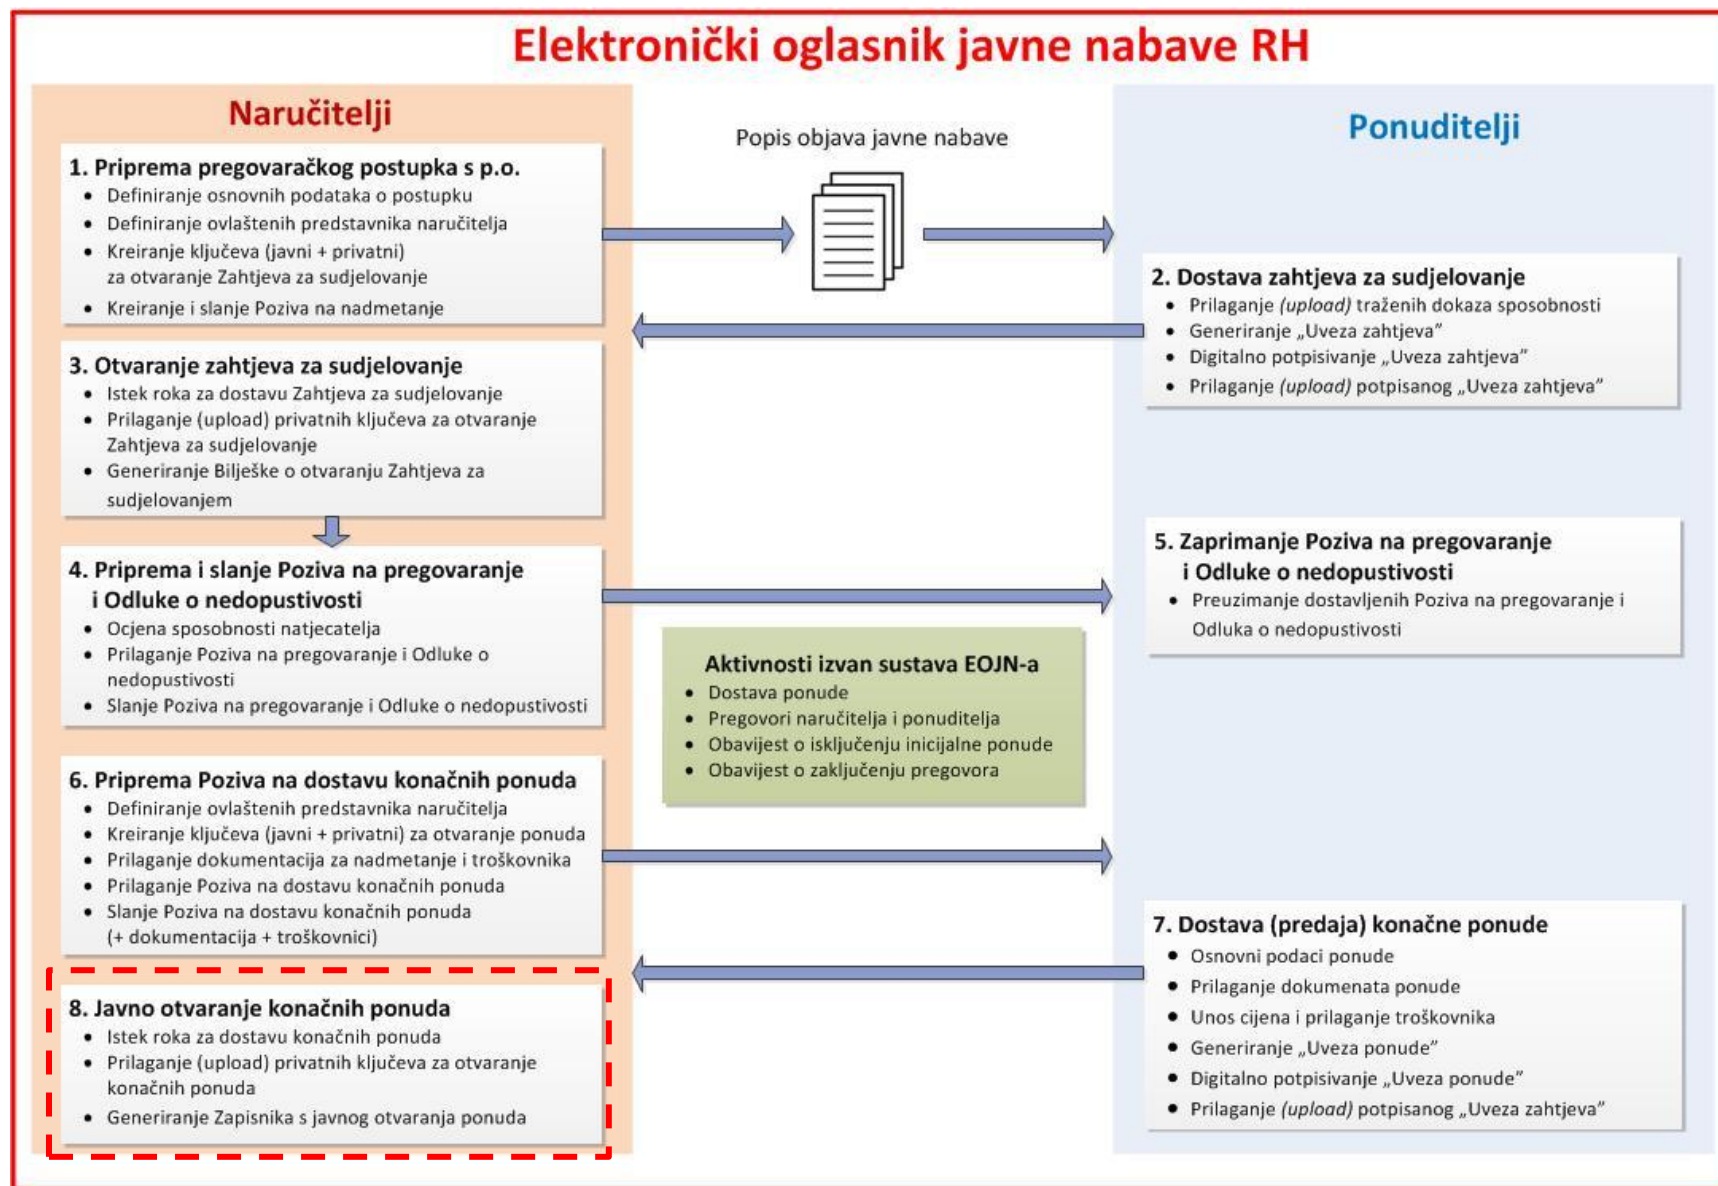 Elektronički oglasnik javne nabave RH
Naručitelji
1. Priprema pregovaračkog postupka s p.o.
• Definiranje osnovnih podataka o postupku
• Definiranje ovlaštenih predstavnika naručitelja
• Kreiranje ključeva (javni + privatni)
za otvaranje Zahtjeva za sudjelovanje
• Kreiranje i slanje Poziva na nadmetanje
Popis objava javne nabave
Ponuditelji
2. Dostava zahtjeva za sudjelovanje
• Prilaganje (upload) traženih dokaza sposobnosti
• Generiranje „Uveza zahtjeva”
• Digitalno potpisivanje „Uveza zahtjeva”
• Prilaganje (upload) potpisanog „Uveza zahtjeva”
3. Otvaranje zahtjeva za sudjelovanje
• Istek roka za dostavu Zahtjeva za sudjelovanje
• Prilaganje (upload) privatnih ključeva za otvaranje
Zahtjeva za sudjelovanje
• Generiranje Bilješke o otvaranju Zahtjeva za
sudjelovanjem
4. Priprema i slanje Poziva na pregovaranje
i Odluke o nedopustivosti
• Ocjena sposobnosti natjecatelja
• Prilaganje Poziva na pregovaranje i Odluke o
nedopustivosti
• Slanje Poziva na pregovaranje i Odluke o nedopustivosti
5. Zaprimanje Poziva na pregovaranje
i Odluke o nedopustivosti
• Preuzimanje dostavljenih Poziva na pregovaranje i
Odluka o nedopustivosti
Aktivnosti izvan sustava EOJN-a
• Dostava ponude
• Pregovori naručitelja i ponuditelja
• Obavijest o isključenju inicijalne ponude
• Obavijest o zaključenju pregovora
6. Priprema Poziva na dostavu konačnih ponuda
• Definiranje ovlaštenih predstavnika naručitelja
• Kreiranje ključeva (javni + privatni) za otvaranje ponuda
• Prilaganje dokumentacija za nadmetanje i troškovnika
• Prilaganje Poziva na dostavu konačnih ponuda
• Slanje Poziva na dostavu konačnih ponuda
(+ dokumentacija + troškovnici)
7. Dostava (predaja) konačne ponude
• Osnovni podaci ponude
• Prilaganje dokumenata ponude
• Unos cijena i prilaganje troškovnika
• Generiranje „Uveza ponude”
• Digitalno potpisivanje „Uveza ponude”
• Prilaganje (upload) potpisanog „Uveza zahtjeva”
8. Javno otvaranje konačnih ponuda
• Istek roka za dostavu konačnih ponuda
• Prilaganje (upload) privatnih ključeva za otvaranje
konačnih ponuda
• Generiranje Zapisnika s javnog otvaranja ponuda